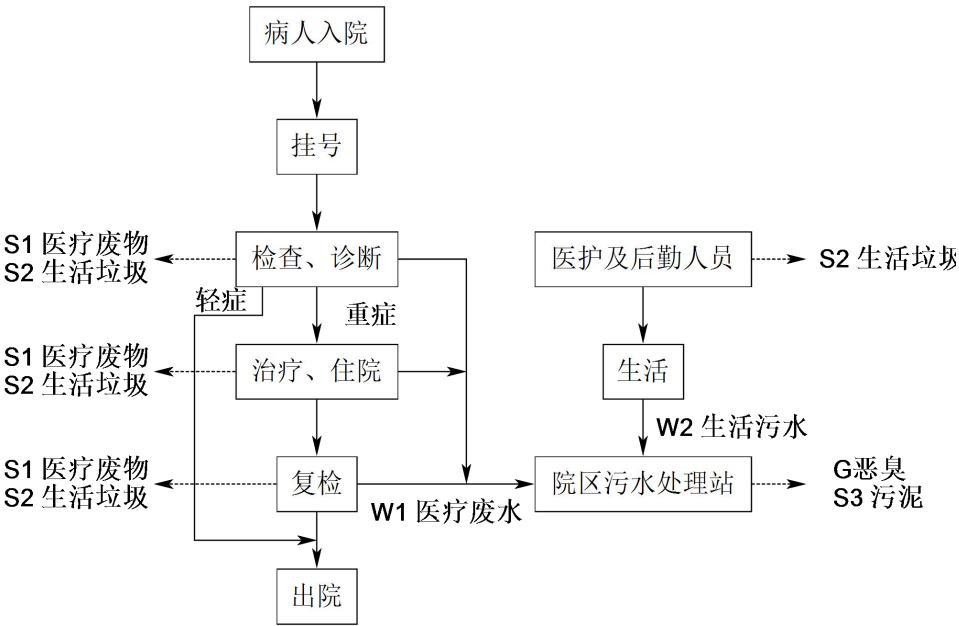 病人入院
挂号
S1 医疗废物
S2 生活垃圾
检查、诊断
医护及后勤人员
S2 生活垃圾
轻症
重症
S1 医疗废物
S2 生活垃圾
治疗、住院
生活
W2 生活污水
S1 医疗废物
S2 生活垃圾
复检
W1 医疗废水
院区污水处理站
G恶臭
S3 污泥
出院